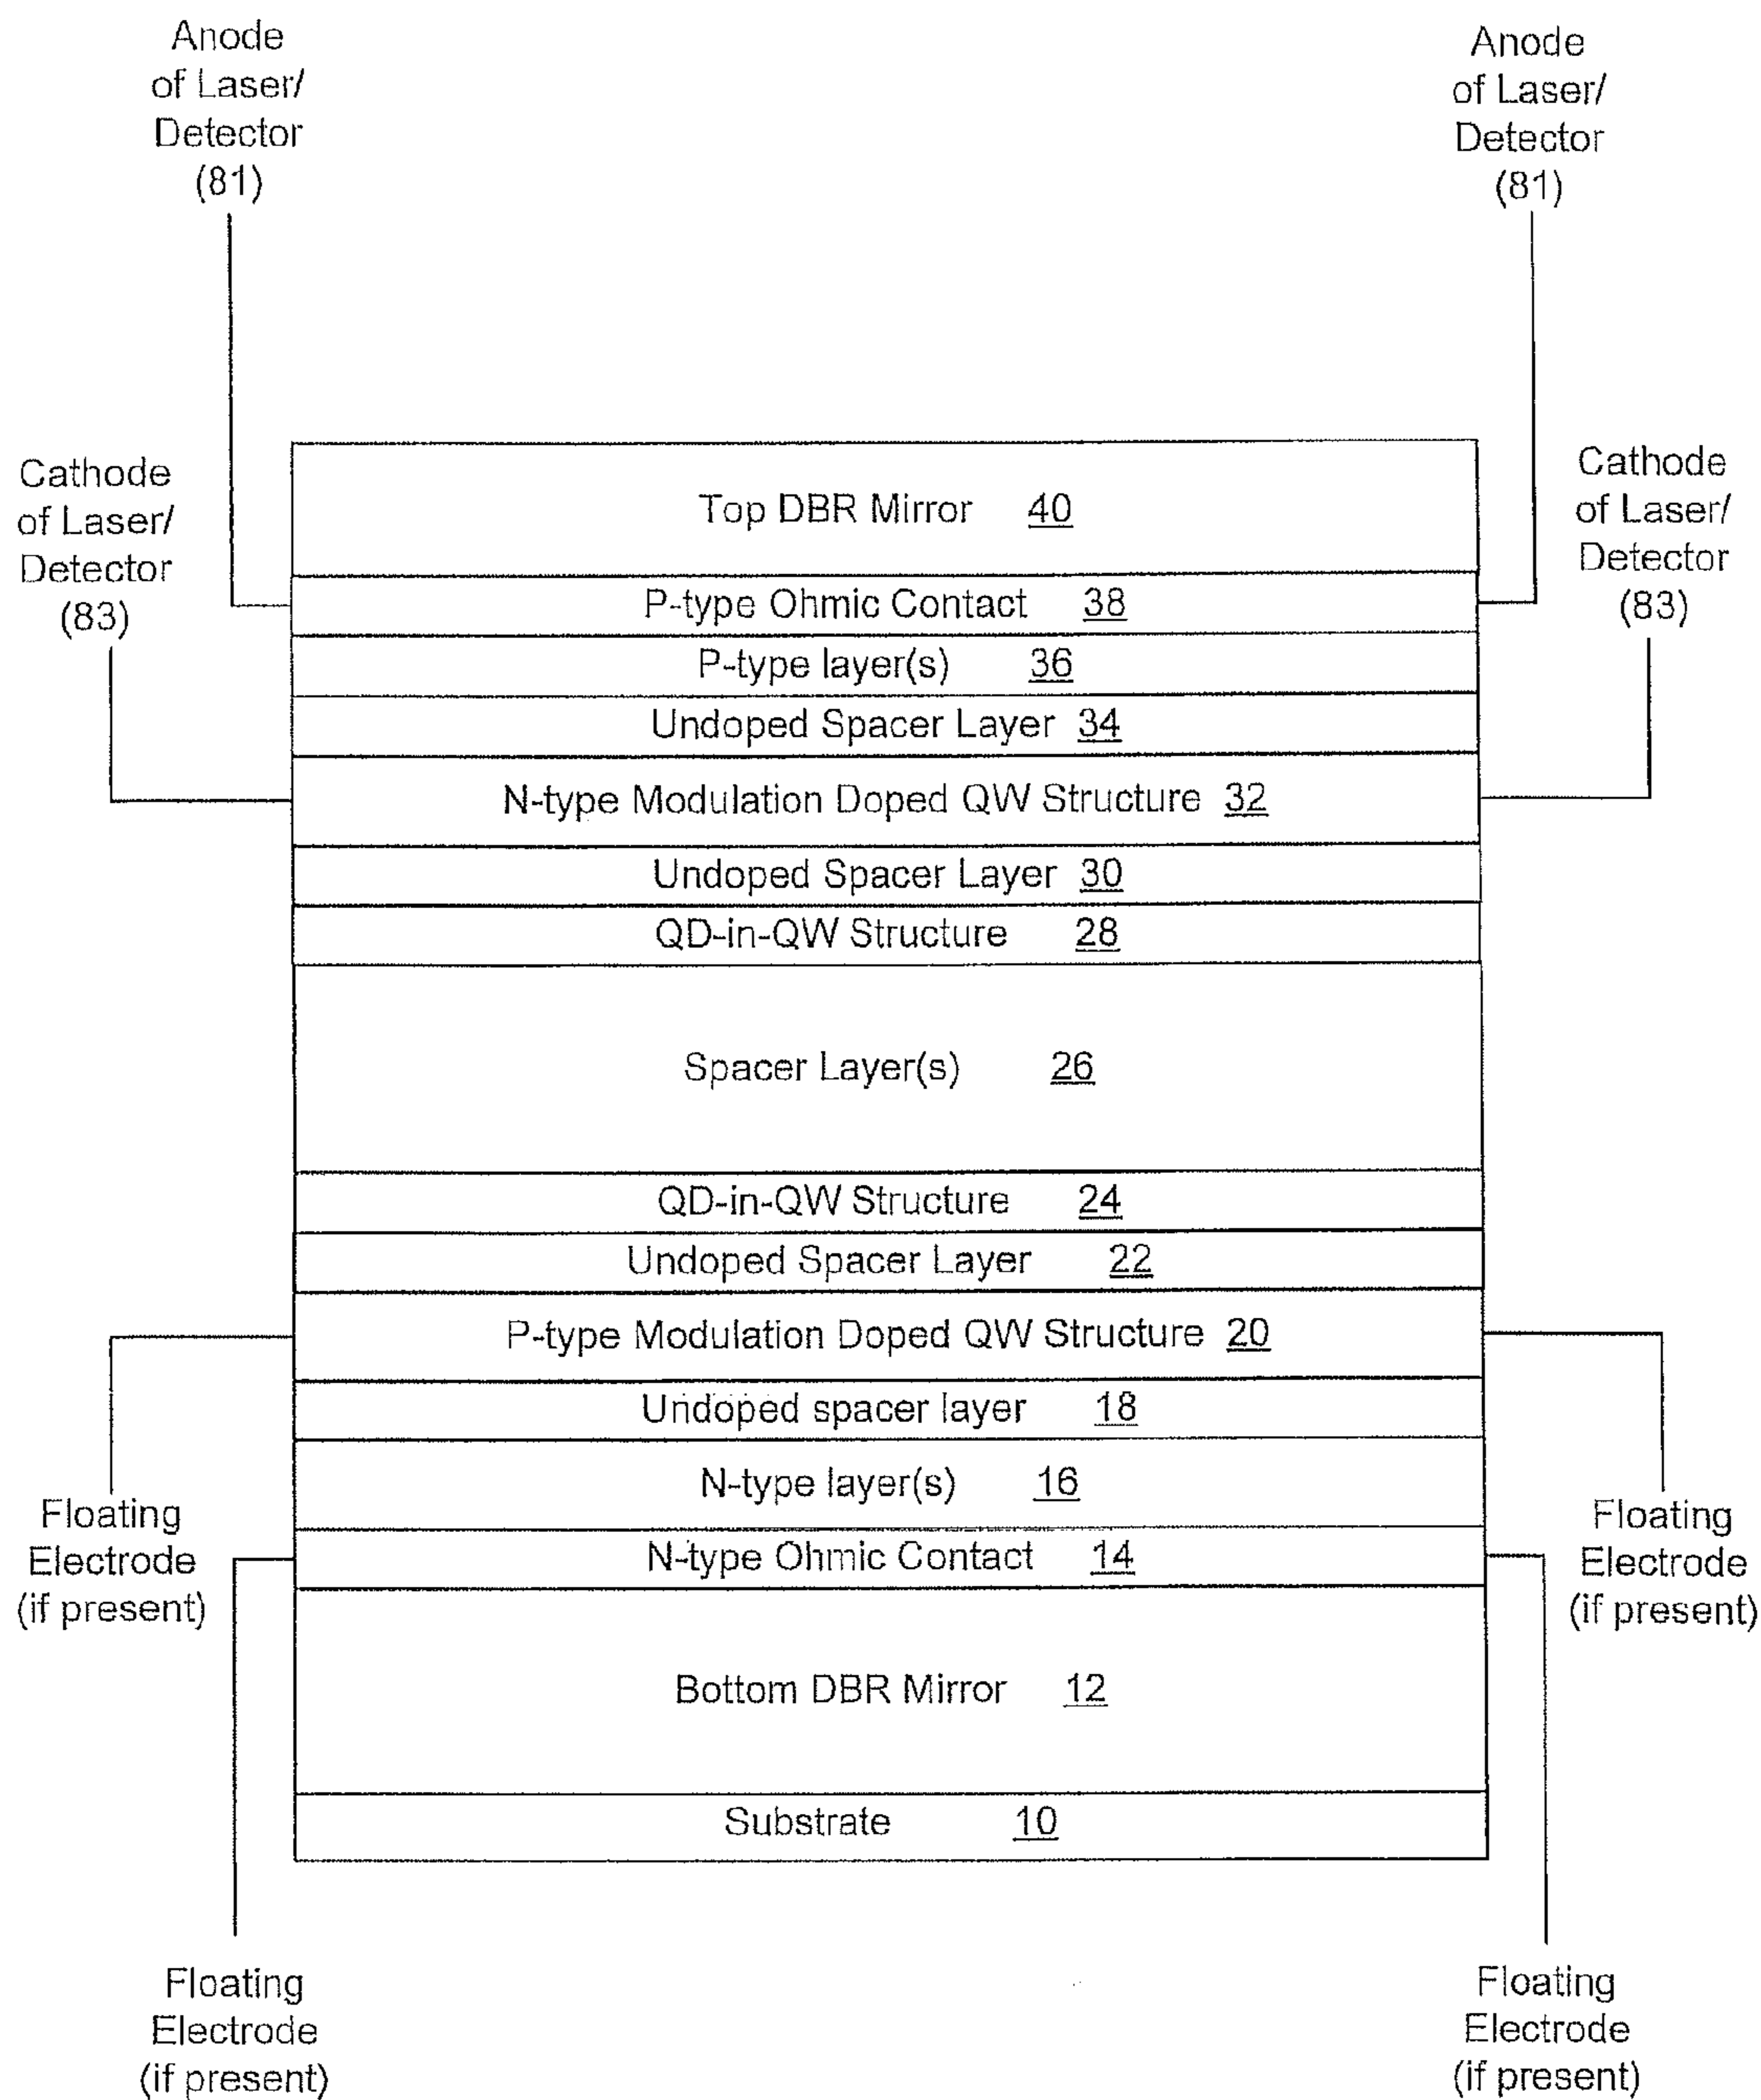 Anode
of Laser/
Detector
(81)
Anode
of Laser/
Detector
(81)
Cathode
of Laser/
Detector
(83)
Cathode
of Laser/
Detector
(83)
Top DBR Mirror 40
P-type Ohmic Contact 38
P-type layer(s) 36
Undoped Spacer Layer 34
N-type Modulation Doped QW Structure 32
Undoped Spacer Layer 30
QD-in-QW Structure 28
Spacer Layer(s) 26
QD-in-QW Structure 24
Undoped Spacer Layer 22
P-type Modulation Doped QW Structure 20
Undoped spacer layer 18
N-type layer(s) 16
N-type Ohmic Contact 14
Bottom DBR Mirror 12
Substrate 10
Floating
Electrode
(if present)
Floating
Electrode
(if present)
Floating
Electrode
(if present)
Floating
Electrode
(if present)